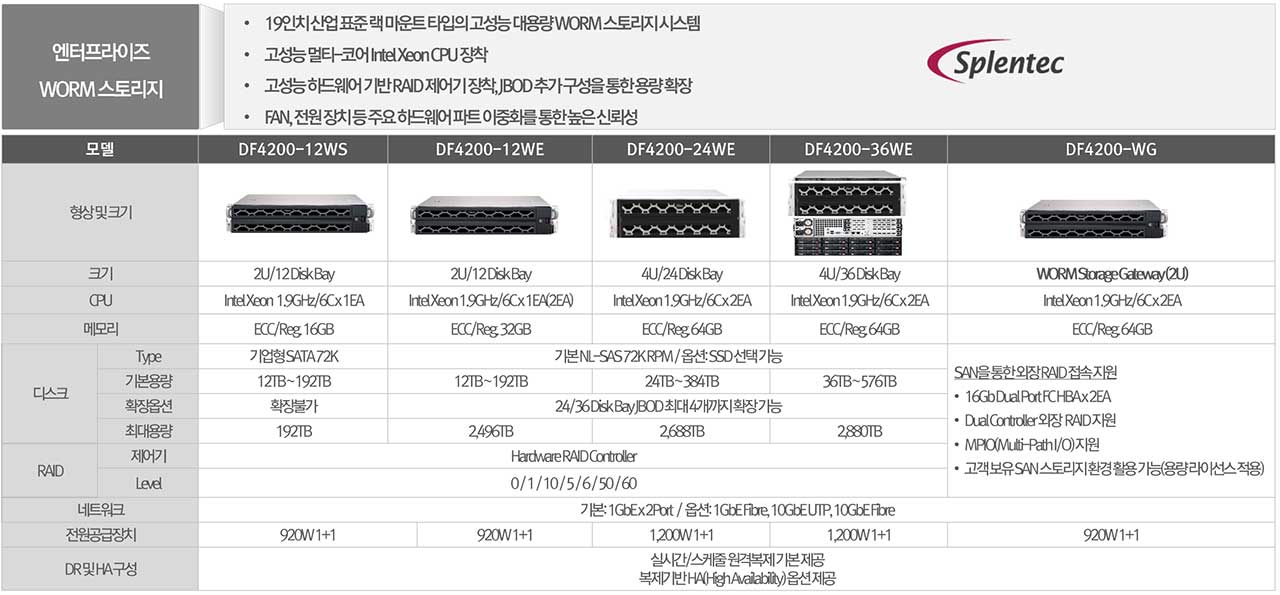 엔터프라이즈
WORM 스토리지
• 19인치 산업 표준 랙 마운트 타입의 고성능 대용량 WORM 스토리지 시스템
• 고성능 멀티-코어 Intel Xeon CPU 장착
• 고성능 하드웨어 기반 RAID 제어기 장착, JBOD 추가 구성을 통한 용량 확장
• FAN, 전원 장치 등 주요 하드웨어 파트 이중화를 통한 높은 신뢰성
Splentec
모델 DF4200-12WS DF4200-12WE DF4200-24WE DF4200-36WE DF4200-WG
형상 및 크기
크기 2U/12 Disk Bay 2U/12 Disk Bay 4U/24 Disk Bay 4U/36 Disk Bay WORM Storage Gateway (2U)
CPU Intel Xeon 1.9GHz/6C x 1EA Intel Xeon 1.9GHz/6C x 1EA(2EA) Intel Xeon 1.9GHz/6C x 2EA Intel Xeon 1.9GHz/6C x 2EA Intel Xeon 1.9GHz/6C x 2EA
메모리 ECC/Reg. 16GB ECC/Reg. 32GB ECC/Reg. 64GB ECC/Reg. 64GB ECC/Reg. 64GB
디스크
Type 기업형 SATA 7.2K 기본 NL-SAS 7.2K RPM / 옵션: SSD 선택 가능
기본용량 12TB~192TB 12TB~192TB 24TB~384TB 36TB~576TB
확장옵션 확장불가 24/36 Disk Bay JBOD 최대 4개까지 확장 가능
최대용량 192TB 2,496TB 2,688TB 2,880TB
RAID
제어기 Hardware RAID Controller
Level 0 / 1 / 10 / 5 / 6 / 50 / 60
SAN을 통한 외장 RAID 접속 지원
• 16Gb Dual Port FC HBA x 2EA
• Dual Controller 외장 RAID 지원
• MPIO(Multi-Path I/O) 지원
• 고객 보유 SAN 스토리지 환경 활용 가능(용량 라이선스 적용)
네트워크 기본: 1GbE x 2Port / 옵션: 1GbE Fibre, 10GbE UTP, 10GbE Fibre
전원공급장치 920W 1+1 920W 1+1 1,200W 1+1 1,200W 1+1 920W 1+1
DR 및 HA 구성 실시간/스케줄 원격복제 기본 제공
복제기반 HA(High Availability) 옵션 제공